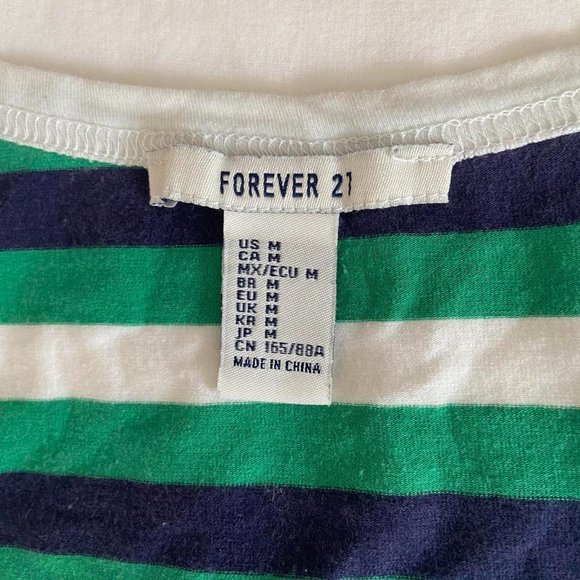 FOREVER 21
US M
CA M
MX/ECU M
BR M
EU M
UK M
KR M
JP M
CN 165/88A
MADE IN CHINA